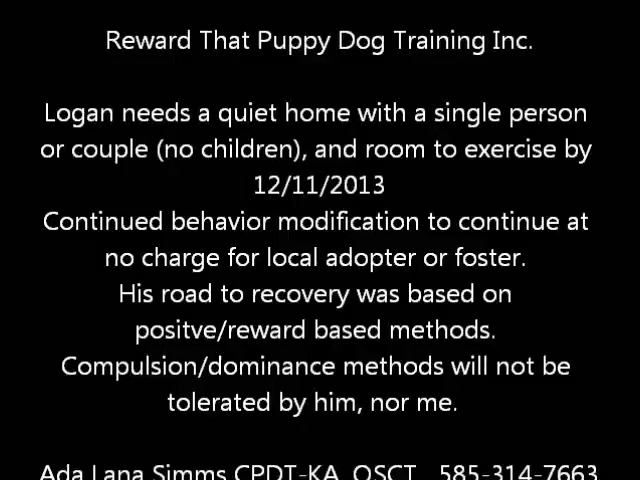 Reward That Puppy Dog Training Inc.
Logan needs a quiet home with a single person
or couple (no children), and room to exercise by
12/11/2013
Continued behavior modification to continue at
no charge for local adopter or foster.
His road to recovery was based on
positve/reward based methods.
Compulsion/dominance methods will not be
tolerated by him, nor me.
Ada Lana Simms CPDT-KA, OSCT 585-314-7663